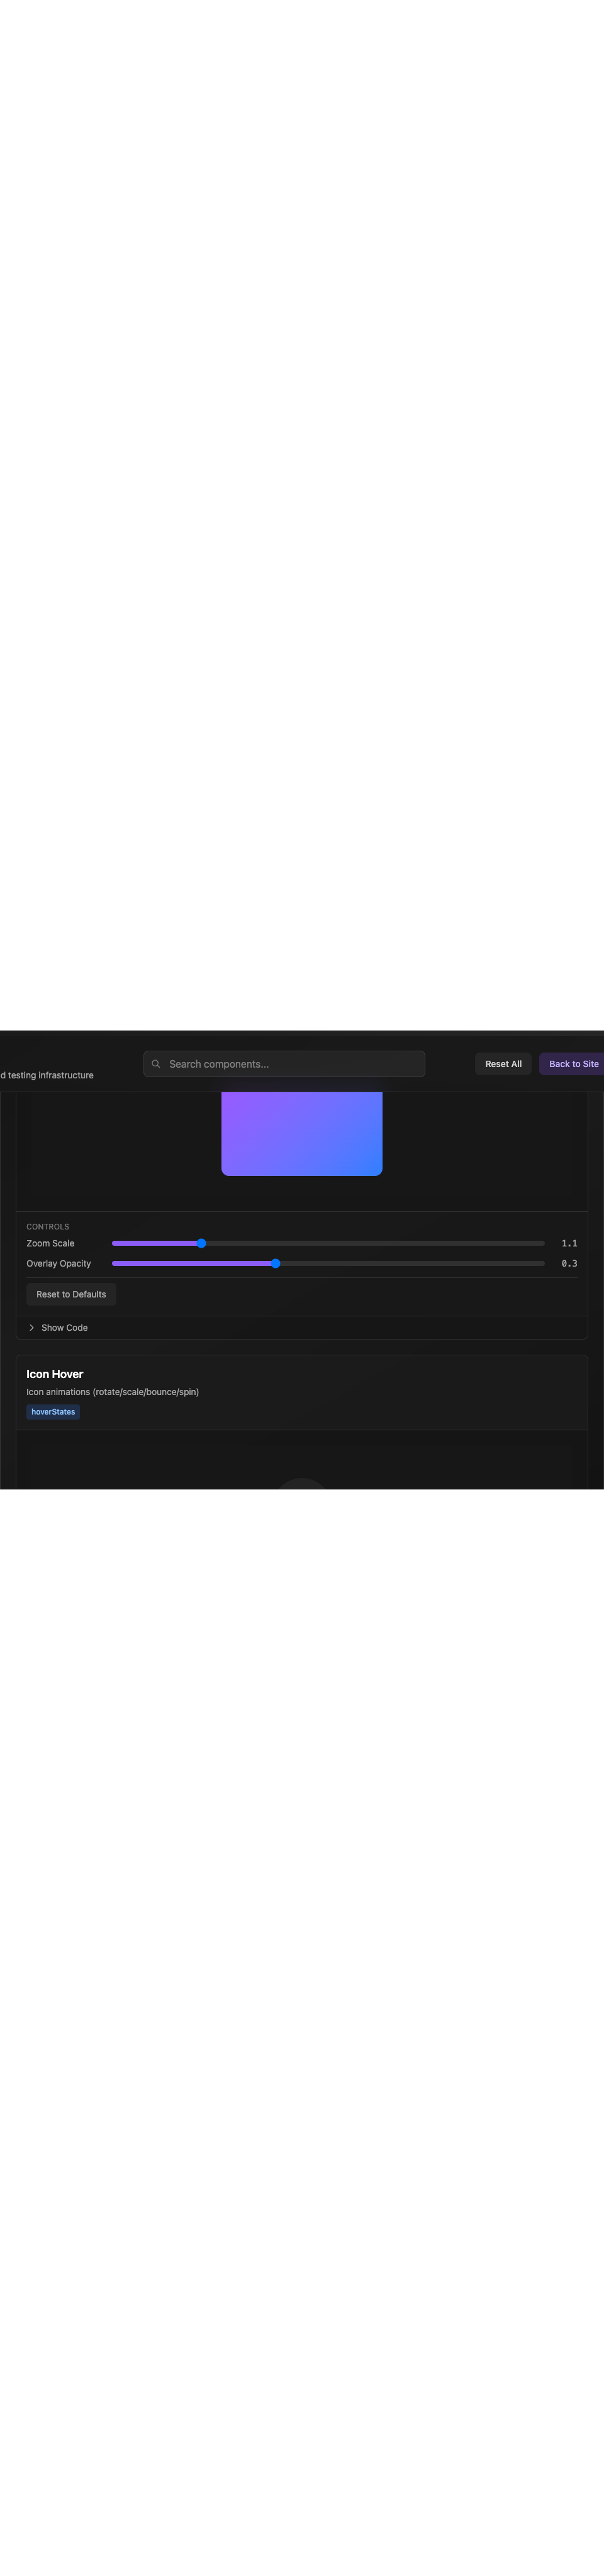 d testing infrastructure
Search components...
Reset All
Back to Site
CONTROLS
Zoom Scale
1.1
Overlay Opacity
0.3
Reset to Defaults
Show Code
Icon Hover
Icon animations (rotate/scale/bounce/spin)
hoverStates